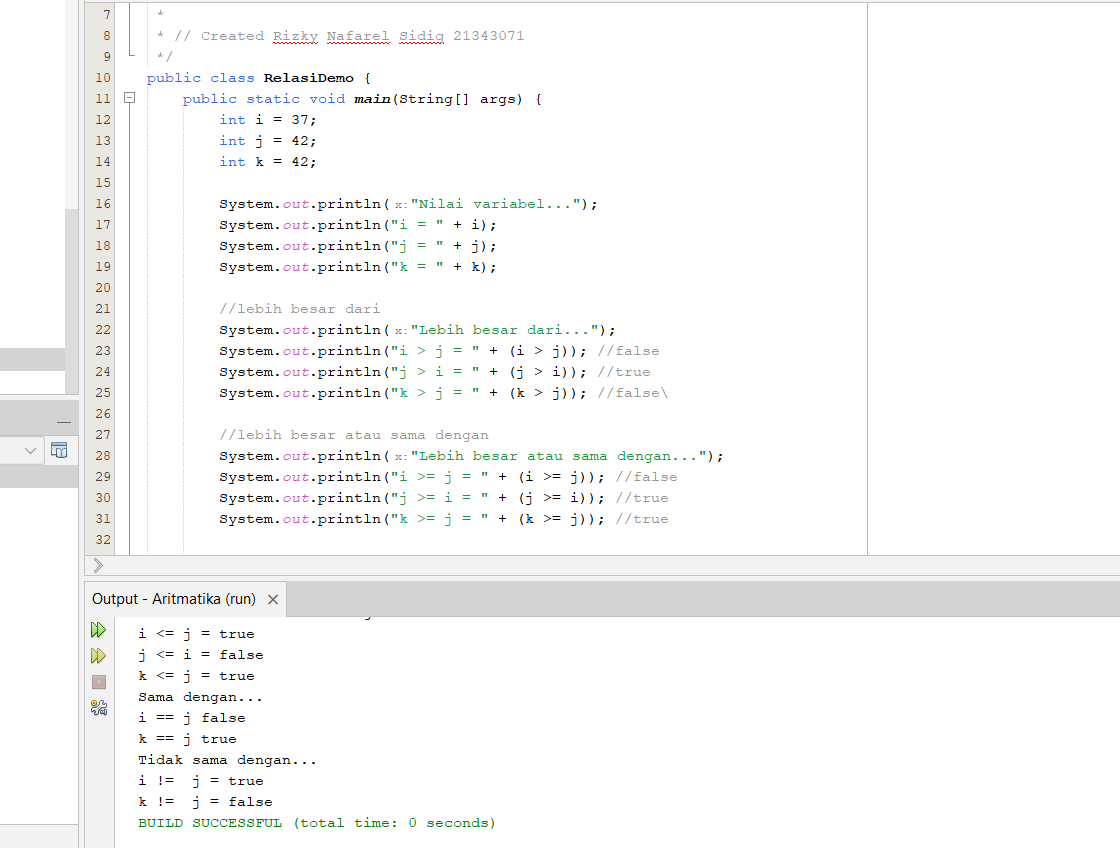 7 *
8 * // Created Rizky Nafarel Sidiq 21343071
9 */
10 public class RelasiDemo {
11 public static void main(String[] args) {
12 int i = 37;
13 int j = 42;
14 int k = 42;
15
16 System.out.println( x:"Nilai variabel...");
17 System.out.println("i = " + i);
18 System.out.println("j = " + j);
19 System.out.println("k = " + k);
20
21 //lebih besar dari
22 System.out.println( x:"Lebih besar dari...");
23 System.out.println("i > j = " + (i > j)); //false
24 System.out.println("j > i = " + (j > i)); //true
25 System.out.println("k > j = " + (k > j)); //false\
26
27 //lebih besar atau sama dengan
28 System.out.println( x:"Lebih besar atau sama dengan...");
29 System.out.println("i >= j = " + (i >= j)); //false
30 System.out.println("j >= i = " + (j >= i)); //true
31 System.out.println("k >= j = " + (k >= j)); //true
32
Output - Aritmatika (run)
i <= j = true
j <= i = false
k <= j = true
Sama dengan...
i == j false
k == j true
Tidak sama dengan...
i !=  j = true
k !=  j = false
BUILD SUCCESSFUL (total time: 0 seconds)